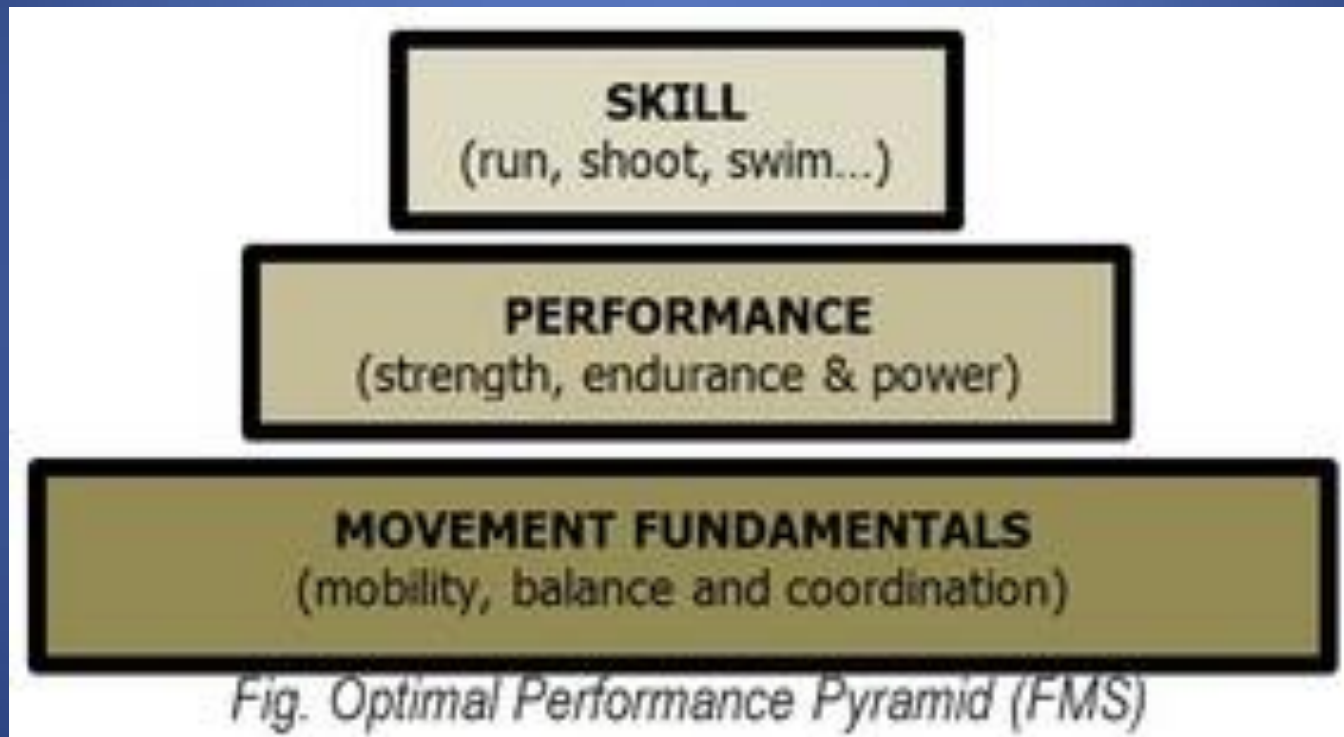 SKILL
(run, shoot, swim...)
PERFORMANCE
(strength, endurance & power)
MOVEMENT FUNDAMENTALS
(mobility, balance and coordination)
Fig. Optimal Performance Pyramid (FMS)